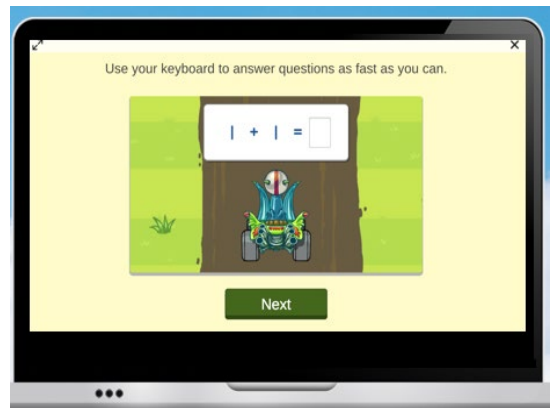 Use your keyboard to answer questions as fast as you can.
1 + 1 =
Next